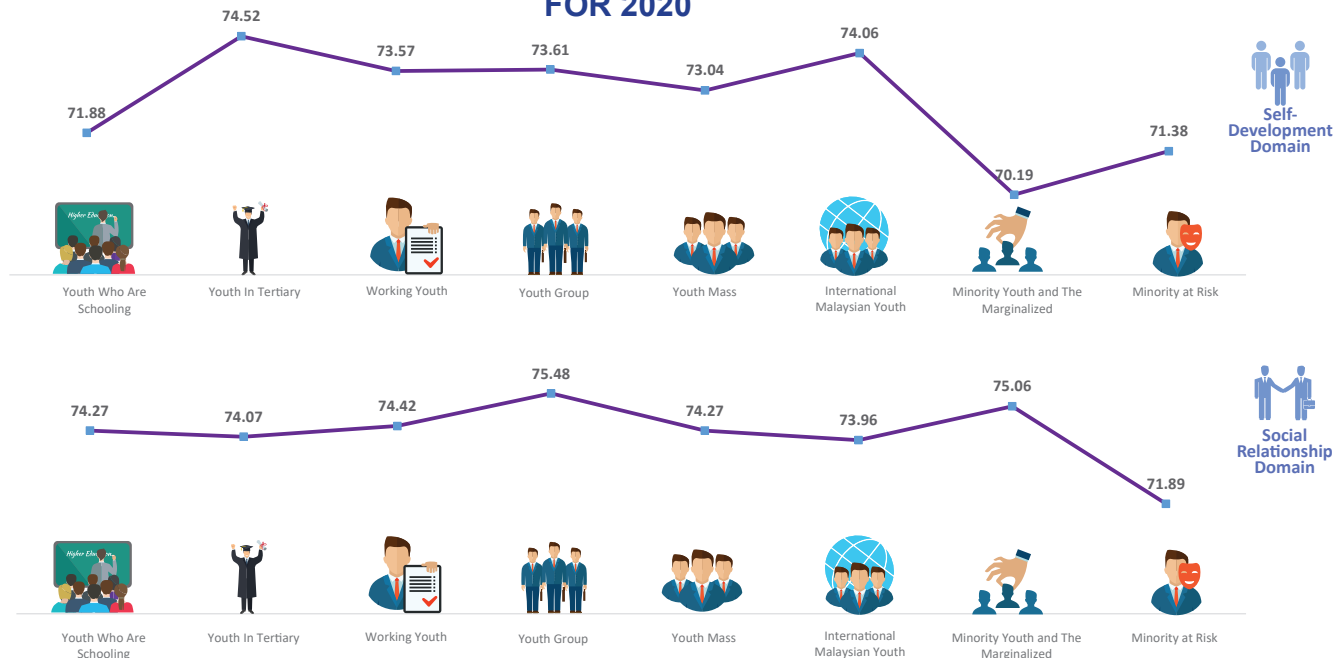 FOR 2020
71.88
74.52
73.57
73.61
73.04
74.06
70.19
71.38
Self-
Development
Domain
Youth Who Are
Schooling
Youth In Tertiary
Working Youth
Youth Group
Youth Mass
International
Malaysian Youth
Minority Youth and The
Marginalized
Minority at Risk
74.27
74.07
74.42
75.48
74.27
73.96
75.06
71.89
Social
Relationship
Domain
Youth Who Are
Schooling
Youth In Tertiary
Working Youth
Youth Group
Youth Mass
International
Malaysian Youth
Minority Youth and The
Marginalized
Minority at Risk